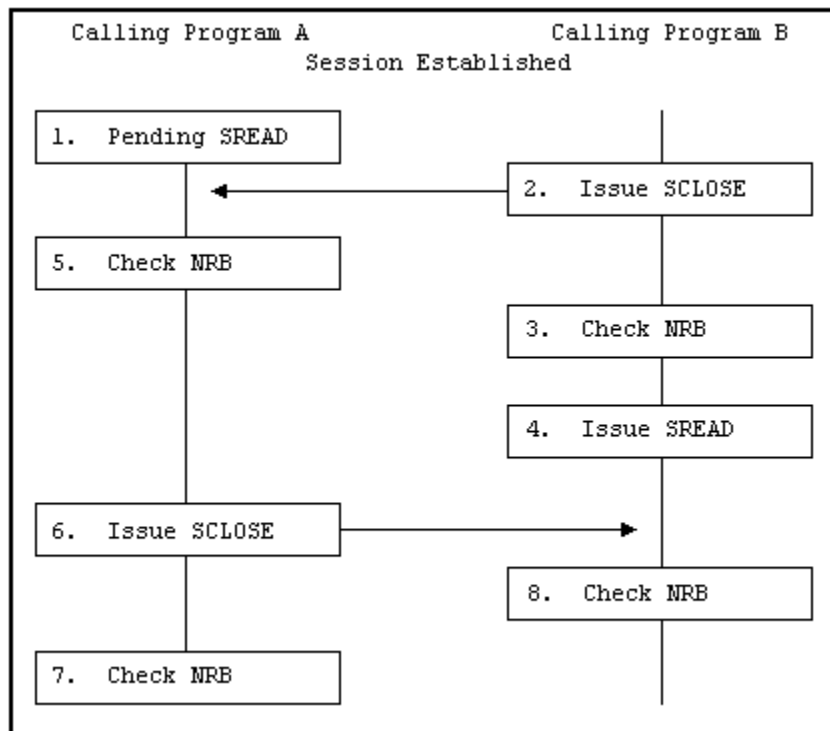 Calling Program A Calling Program B
Session Established
1. Pending SREAD
2. Issue SCLOSE
5. Check NRB
3. Check NRB
4. Issue SREAD
6. Issue SCLOSE
8. Check NRB
7. Check NRB